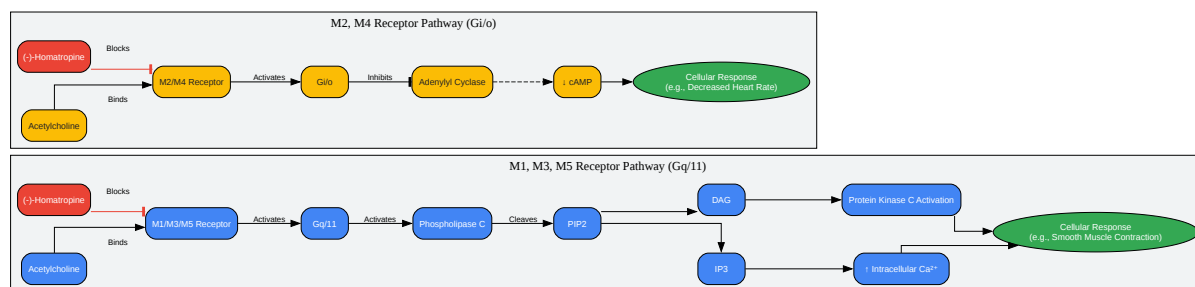 M2, M4 Receptor Pathway (Gi/o)
(-)-Homatropine
Blocks
M2/M4 Receptor
Activates
Gi/o
Inhibits
Adenylyl Cyclase
↓ cAMP
Cellular Response
(e.g., Decreased Heart Rate)
Binds
Acetylcholine
M1, M3, M5 Receptor Pathway (Gq/11)
(-)-Homatropine
Blocks
M1/M3/M5 Receptor
Activates
Gq/11
Activates
Phospholipase C
Cleaves
PIP2
DAG
Protein Kinase C Activation
Cellular Response
(e.g., Smooth Muscle Contraction)
Binds
Acetylcholine
IP3
↑ Intracellular Ca²⁺